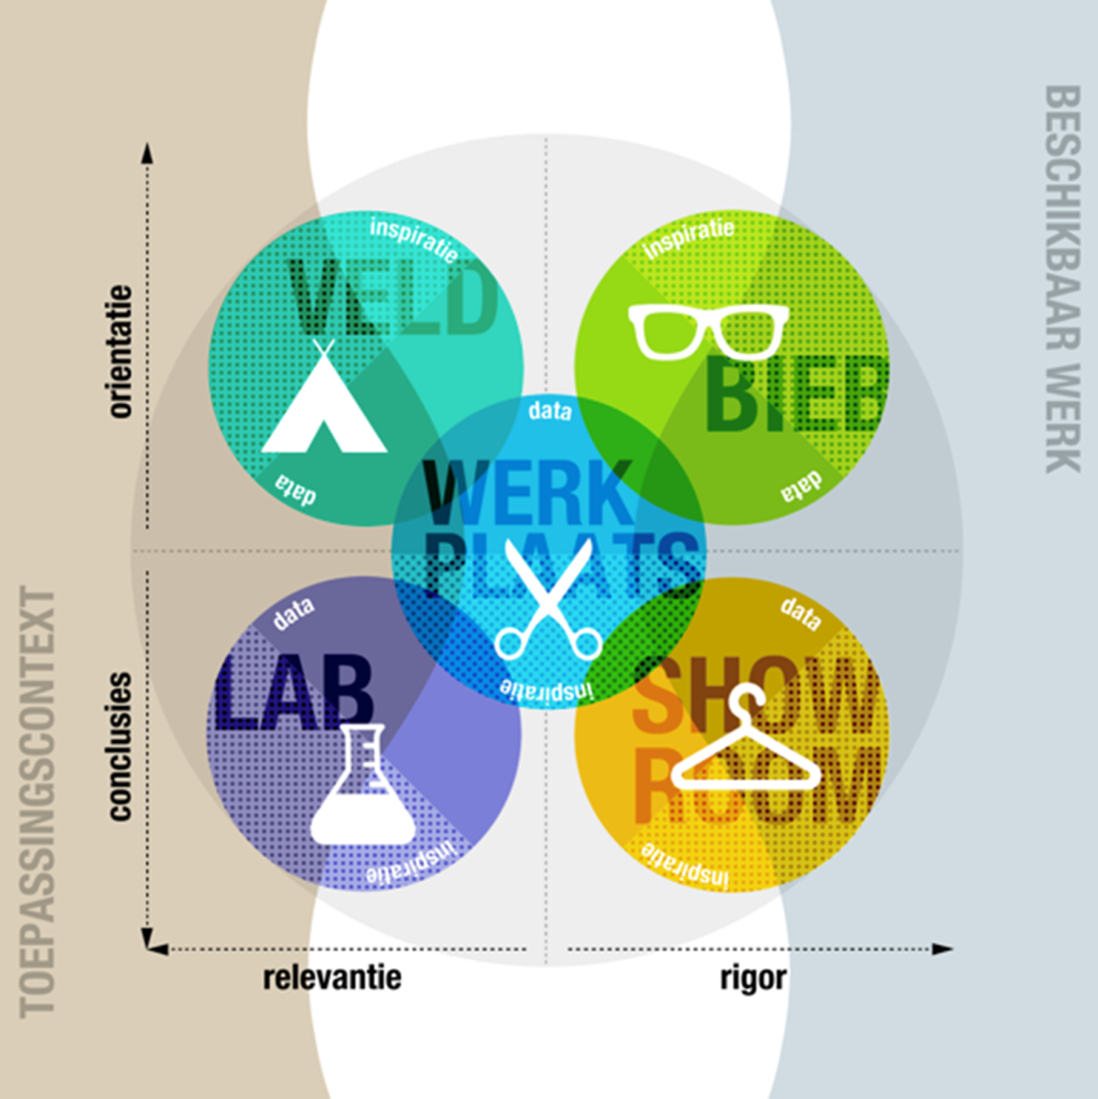 BESCHIKBAAR WERK
TOEPASSINGSCONTEXT
orientatie
conclusies
inspiratie
VELD
data
inspiratie
BIEB
data
data
WERK
PLAATS
inspiratie
data
LAB
inspiratie
data
SHOW
ROOM
inspiratie
relevantie
rigor